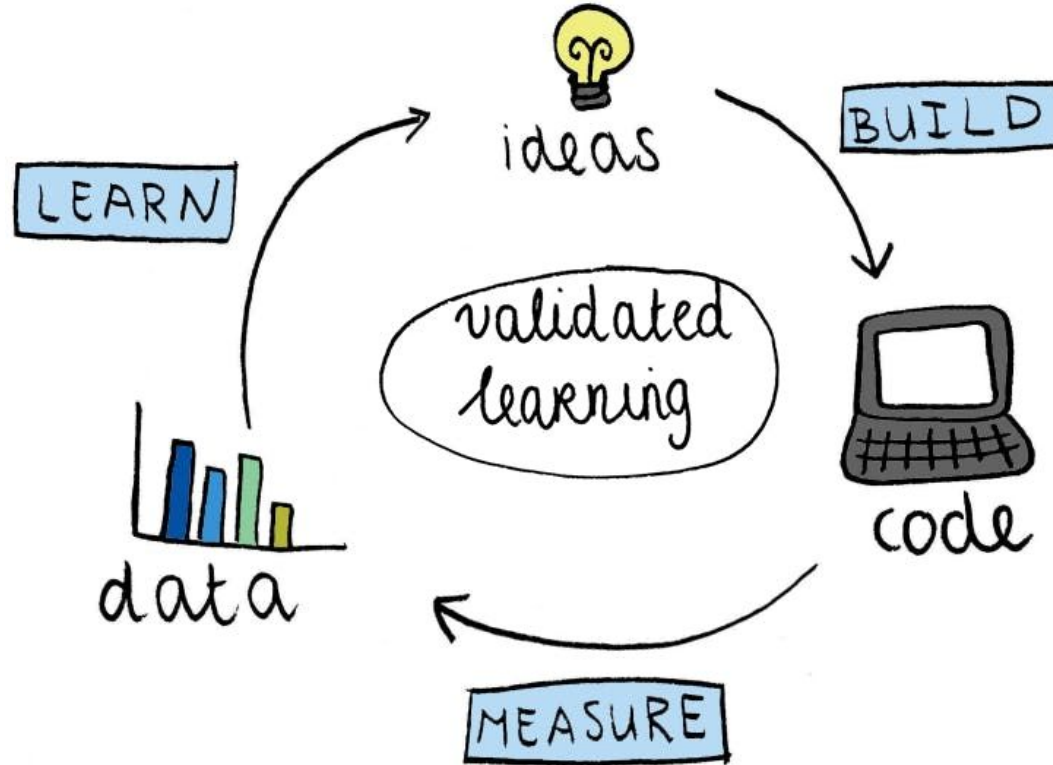 ideas
BUILD
LEARN
validated
learning
code
data
MEASURE